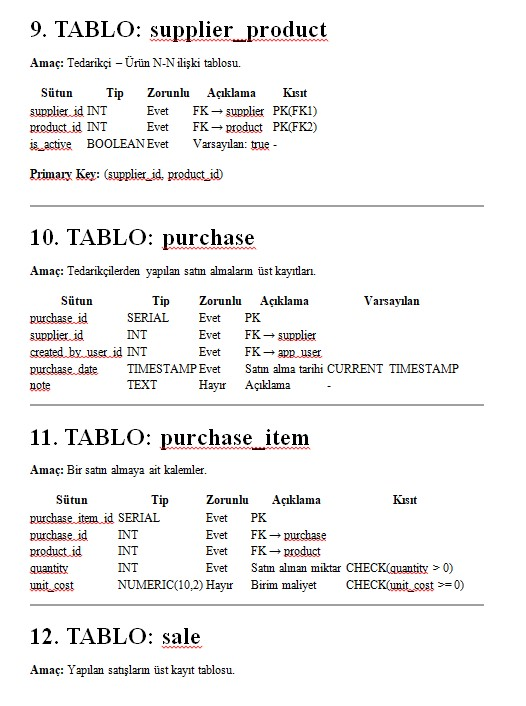 9. TABLO: supplier_product
Amaç: Tedarikçi – Ürün N-N ilişki tablosu.
Sütun Tip Zorunlu Açıklama Kısıt
supplier_id INT Evet FK → supplier PK(FK1)
product_id INT Evet FK → product PK(FK2)
is_active BOOLEAN Evet Varsayılan: true -
Primary Key: (supplier_id, product_id)
10. TABLO: purchase
Amaç: Tedarikçilerden yapılan satın almaların üst kayıtları.
Sütun Tip Zorunlu Açıklama Varsayılan
purchase_id SERIAL Evet PK
supplier_id INT Evet FK → supplier
created_by_user_id INT Evet FK → app_user
purchase_date TIMESTAMP Evet Satın alma tarihi CURRENT_TIMESTAMP
note TEXT Hayır Açıklama -
11. TABLO: purchase_item
Amaç: Bir satın almaya ait kalemler.
Sütun Tip Zorunlu Açıklama Kısıt
purchase_item_id SERIAL Evet PK
purchase_id INT Evet FK → purchase
product_id INT Evet FK → product
quantity INT Evet Satın alınan miktar CHECK(quantity > 0)
unit_cost NUMERIC(10,2) Hayır Birim maliyet CHECK(unit_cost >= 0)
12. TABLO: sale
Amaç: Yapılan satışların üst kayıt tablosu.